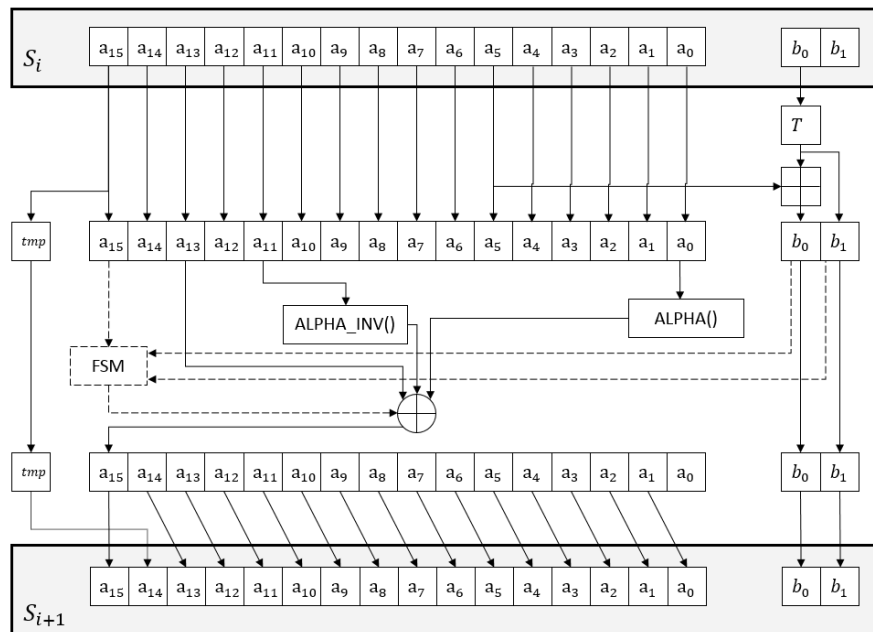 S_i a₁₅ a₁₄ a₁₃ a₁₂ a₁₁ a₁₀ a₉ a₈ a₇ a₆ a₅ a₄ a₃ a₂ a₁ a₀ b₀ b₁
T
tmp a₁₅ a₁₄ a₁₃ a₁₂ a₁₁ a₁₀ a₉ a₈ a₇ a₆ a₅ a₄ a₃ a₂ a₁ a₀ b₀ b₁
ALPHA_INV() ALPHA()
FSM
tmp a₁₅ a₁₄ a₁₃ a₁₂ a₁₁ a₁₀ a₉ a₈ a₇ a₆ a₅ a₄ a₃ a₂ a₁ a₀ b₀ b₁
S_{i+1} a₁₅ a₁₄ a₁₃ a₁₂ a₁₁ a₁₀ a₉ a₈ a₇ a₆ a₅ a₄ a₃ a₂ a₁ a₀ b₀ b₁